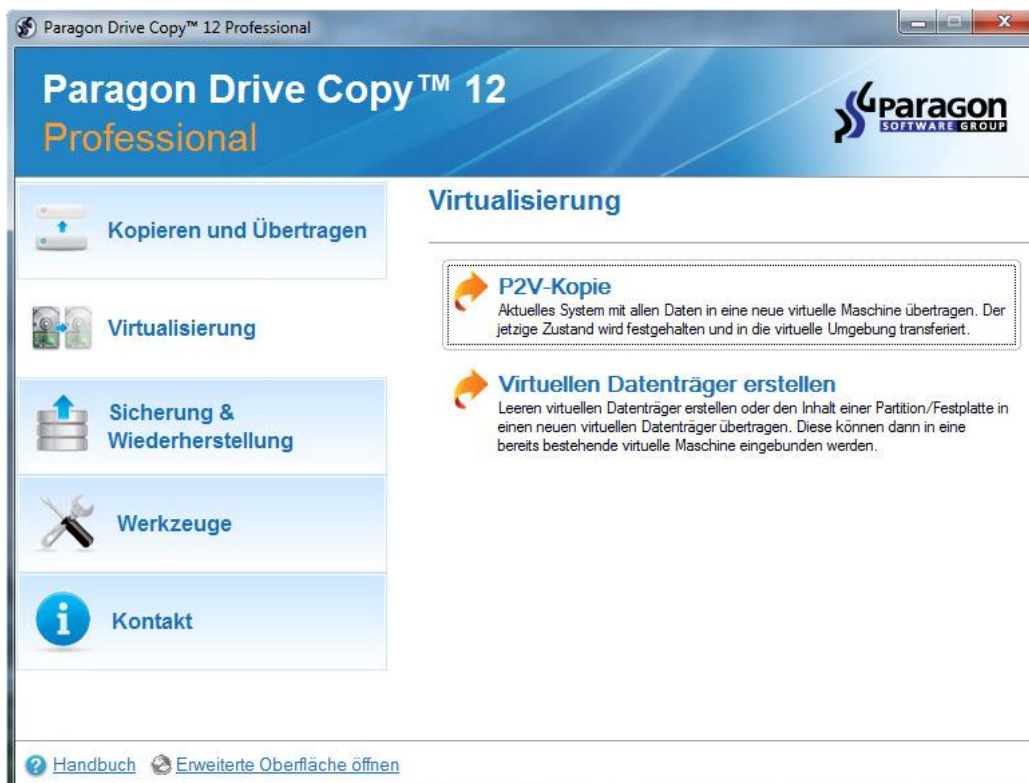 Paragon Drive Copy™ 12 Professional
Paragon Drive Copy™ 12
Professional
Paragon
SOFTWARE GROUP
Kopieren und Übertragen
Virtualisierung
Sicherung &
Wiederherstellung
Werkzeuge
Kontakt
Virtualisierung
P2V-Kopie
Aktuelles System mit allen Daten in eine neue virtuelle Maschine übertragen. Der
jetzige Zustand wird festgehalten und in die virtuelle Umgebung transferiert.
Virtuellen Datenträger erstellen
Leeren virtuellen Datenträger erstellen oder den Inhalt einer Partition/Festplatte in
einen neuen virtuellen Datenträger übertragen. Diese können dann in eine
bereits bestehende virtuelle Maschine eingebunden werden.
Handbuch
Erweiterte Oberfläche öffnen